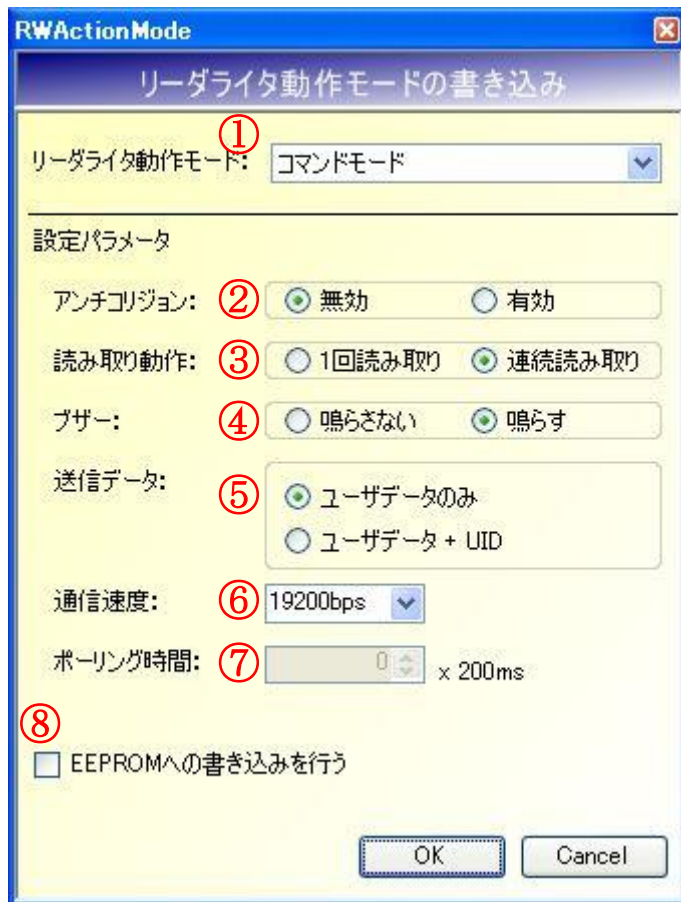 RWActionMode
リーダライタ動作モードの書き込み
①
リーダライタ動作モード: コマンドモード
設定パラメータ
アンチコリジョン: ② 無効 有効
読み取り動作: ③ 1回読み取り 連続読み取り
ブザー: ④ 鳴らさない 鳴らす
送信データ: ⑤ ユーザデータのみ
ユーザデータ + UID
通信速度: ⑥ 19200bps
ポーリング時間: ⑦ 0 x 200ms
⑧
EEPROMへの書き込みを行う
OK Cancel